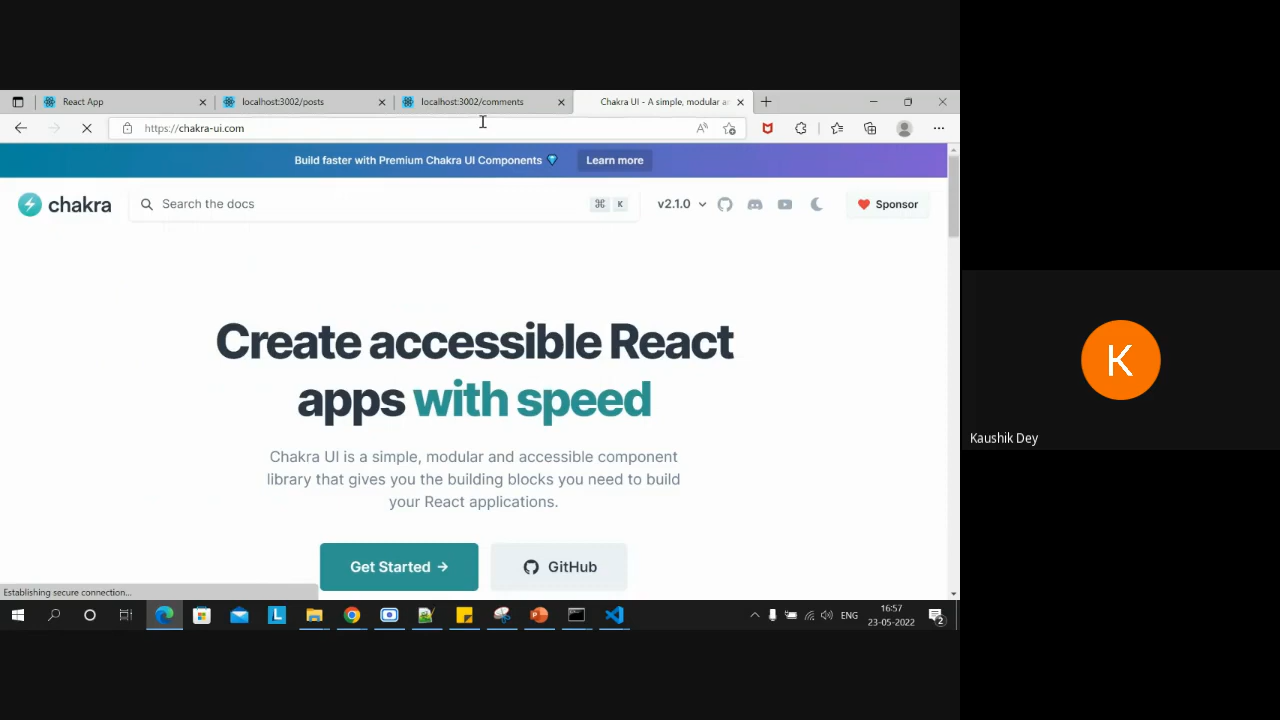 React App
localhost:3002/posts
localhost:3002/comments
Chakra UI - A simple, modular a
https://chakra-ui.com
Build faster with Premium Chakra UI Components
Learn more
chakra
Search the docs
⌘ K
v2.1.0
Sponsor
Create accessible React
apps with speed
Chakra UI is a simple, modular and accessible component
library that gives you the building blocks you need to build
your React applications.
Get Started →
GitHub
Establishing secure connection...
ENG
16:57
23-05-2022
2
L
K
Kaushik Dey